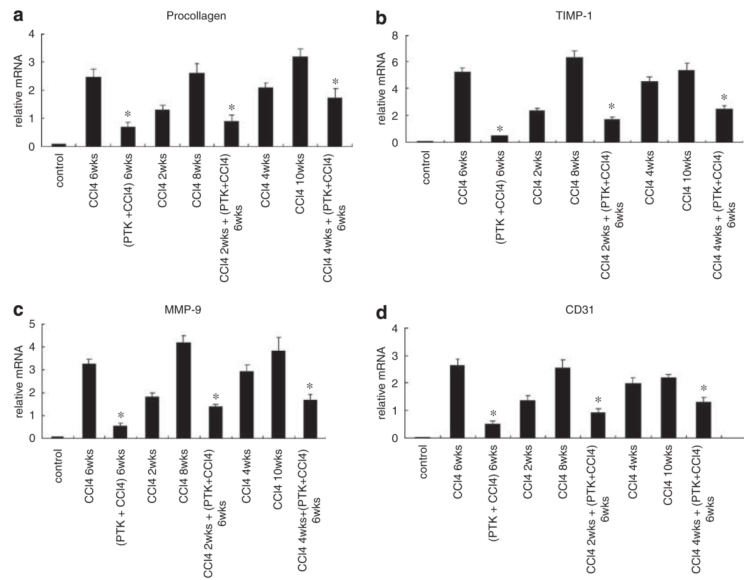 a
Procollagen
relative mRNA
4
3
2
1
0
*
*
*
control
CCl4 6wks
(PTK +CCl4) 6wks
CCl4 2wks
CCl4 8wks
CCl4 2wks + (PTK+CCl4)
6wks
CCl4 4wks
CCl4 10wks
CCl4 4wks + (PTK+CCl4)
6wks
b
TIMP-1
relative mRNA
8
6
4
2
0
*
*
*
control
CCl4 6wks
(PTK +CCl4) 6wks
CCl4 2wks
CCl4 8wks
CCl4 2wks + (PTK+CCl4)
6wks
CCl4 4wks
CCl4 10wks
CCl4 4wks + (PTK+CCl4)
6wks
c
MMP-9
relative mRNA
5
4
3
2
1
0
*
*
*
control
CCl4 6wks
(PTK + CCl4) 6wks
CCl4 2wks
CCl4 8wks
CCl4 2wks + (PTK+CCl4)
6wks
CCl4 4wks
CCl4 10wks
CCl4 4wks+(PTK+CCl4)
6wks
d
CD31
relative mRNA
4
3
2
1
0
*
*
*
control
CCl4 6wks
(PTK + CCl4) 6wks
CCl4 2wks
CCl4 8wks
CCl4 2wks + (PTK+CCl4)
6wks
CCl4 4wks
CCl4 10wks
CCl4 4wks + (PTK+CCl4)
6wks